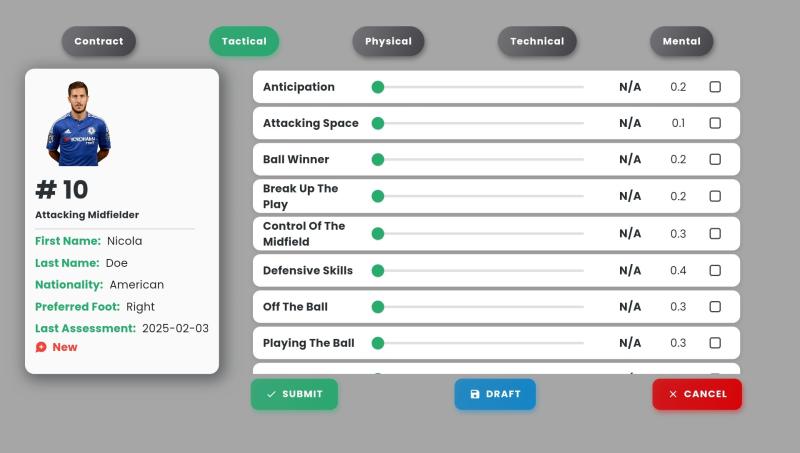 Contract
Tactical
Physical
Technical
Mental
YOKOHAMA
# 10
Attacking Midfielder
First Name: Nicola
Last Name: Doe
Nationality: American
Preferred Foot: Right
Last Assessment: 2025-02-03
New
Anticipation N/A 0.2
Attacking Space N/A 0.1
Ball Winner N/A 0.2
Break Up The
Play N/A 0.2
Control Of The
Midfield N/A 0.3
Defensive Skills N/A 0.4
Off The Ball N/A 0.3
Playing The Ball N/A 0.3
SUBMIT
DRAFT
CANCEL